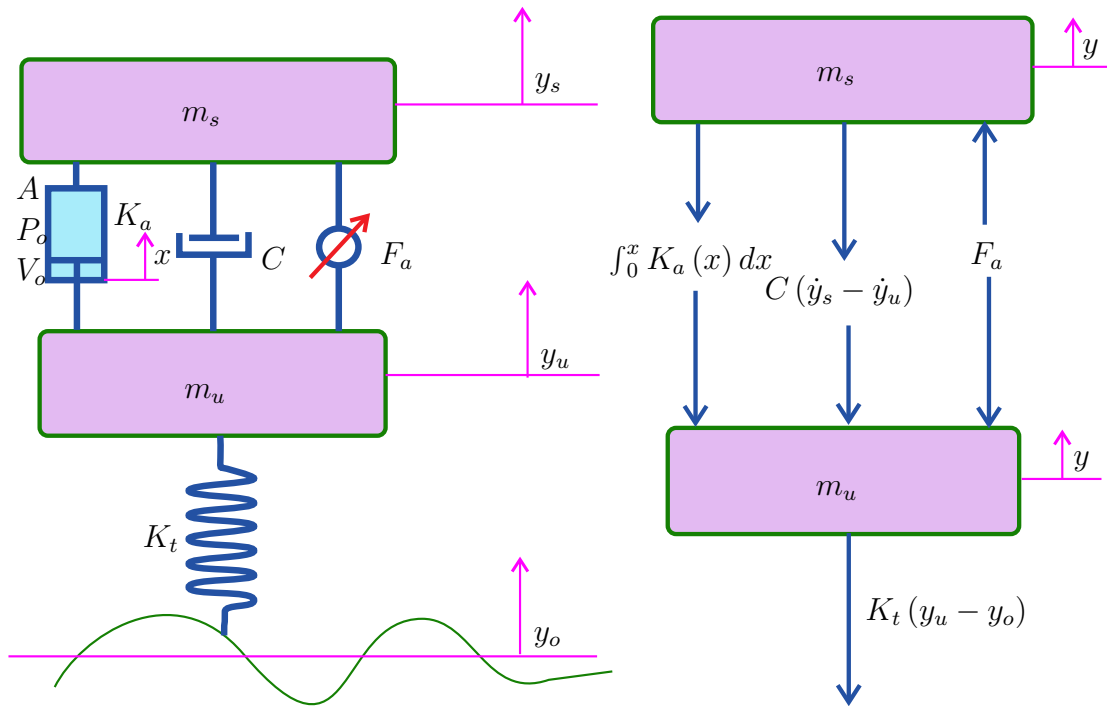 m_s
y_s
A
P_o
K_a
V_o
x
C
F_a
m_u
y_u
K_t
y_o
m_s
y
∫_0^x K_a (x) dx
C (ẏ_s − ẏ_u)
F_a
m_u
y
K_t (y_u − y_o)